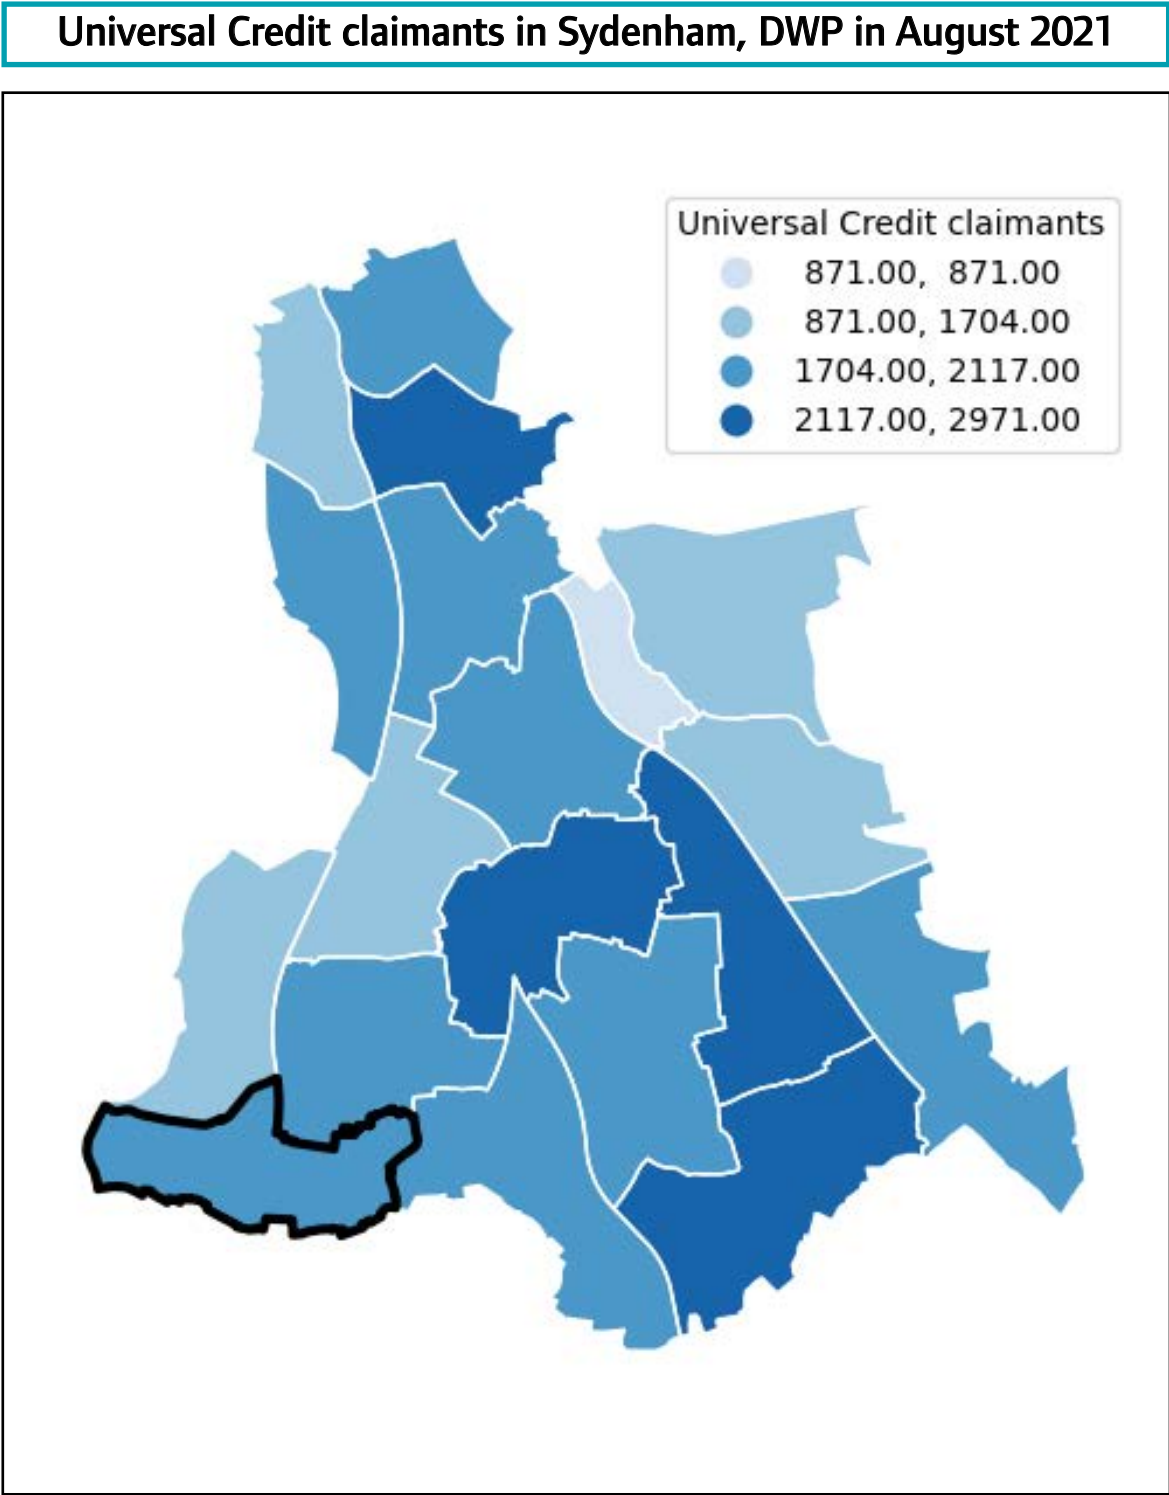 Universal Credit claimants in Sydenham, DWP in August 2021
Universal Credit claimants
871.00, 871.00
871.00, 1704.00
1704.00, 2117.00
2117.00, 2971.00